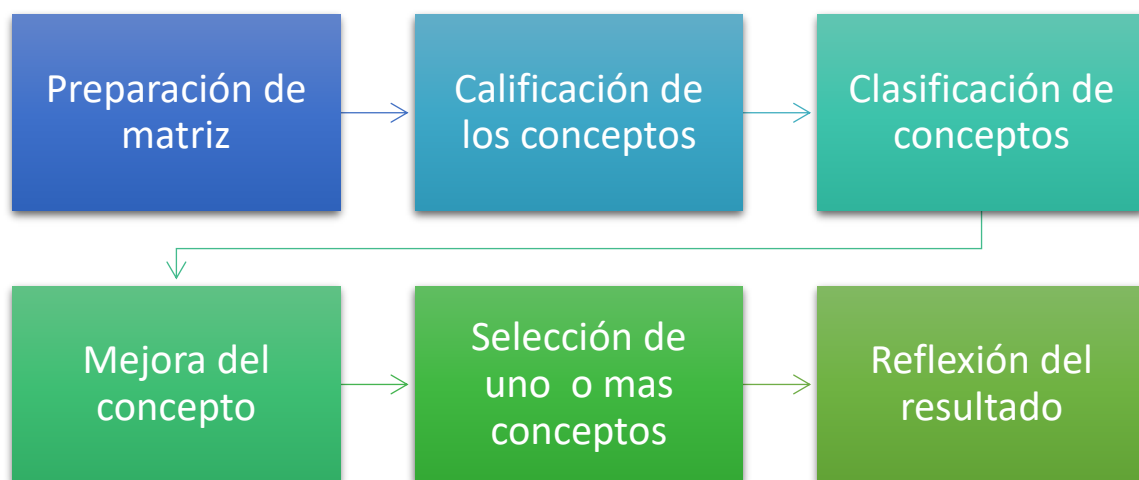 Preparación de
matriz
Calificación de
los conceptos
Clasificación de
conceptos
Mejora del
concepto
Selección de
uno o mas
conceptos
Reflexión del
resultado